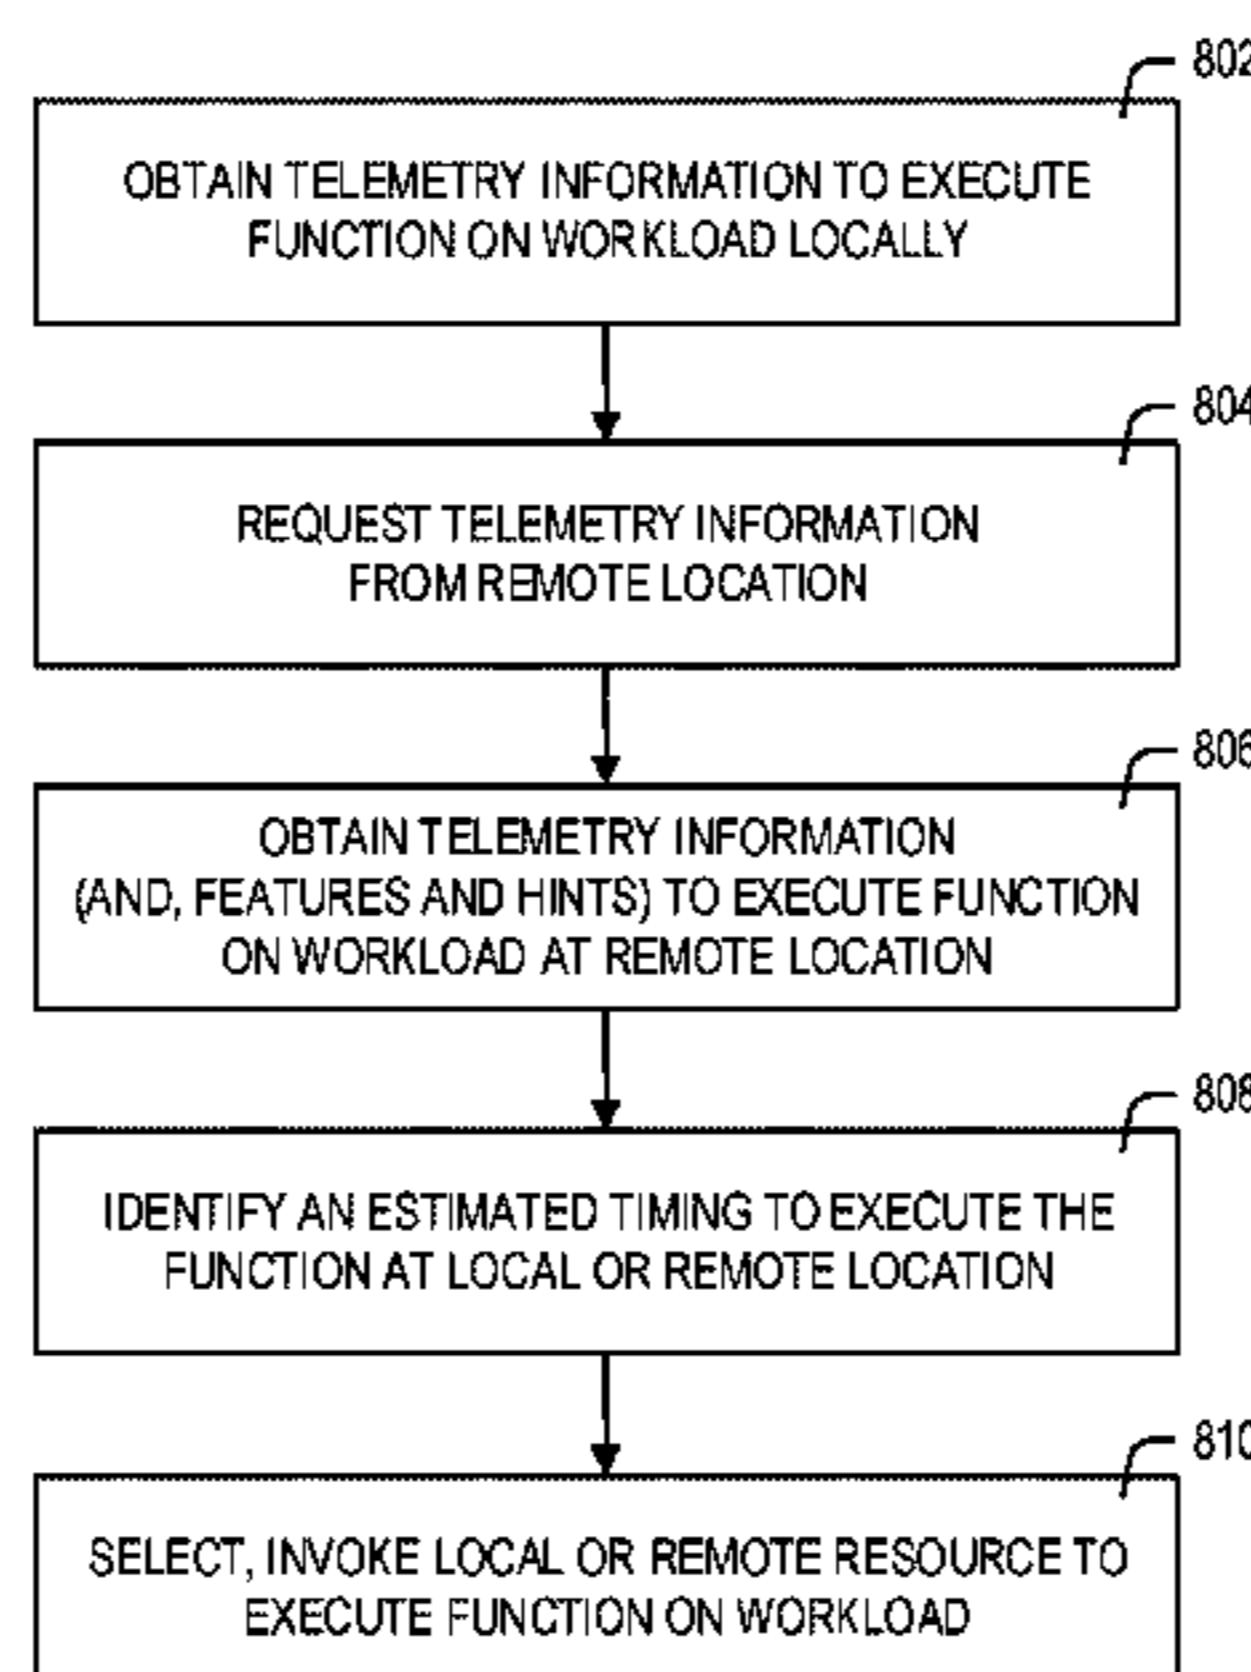 802
OBTAIN TELEMETRY INFORMATION TO EXECUTE
FUNCTION ON WORKLOAD LOCALLY
804
REQUEST TELEMETRY INFORMATION
FROM REMOTE LOCATION
806
OBTAIN TELEMETRY INFORMATION
(AND, FEATURES AND HINTS) TO EXECUTE FUNCTION
ON WORKLOAD AT REMOTE LOCATION
808
IDENTIFY AN ESTIMATED TIMING TO EXECUTE THE
FUNCTION AT LOCAL OR REMOTE LOCATION
810
SELECT, INVOKE LOCAL OR REMOTE RESOURCE TO
EXECUTE FUNCTION ON WORKLOAD